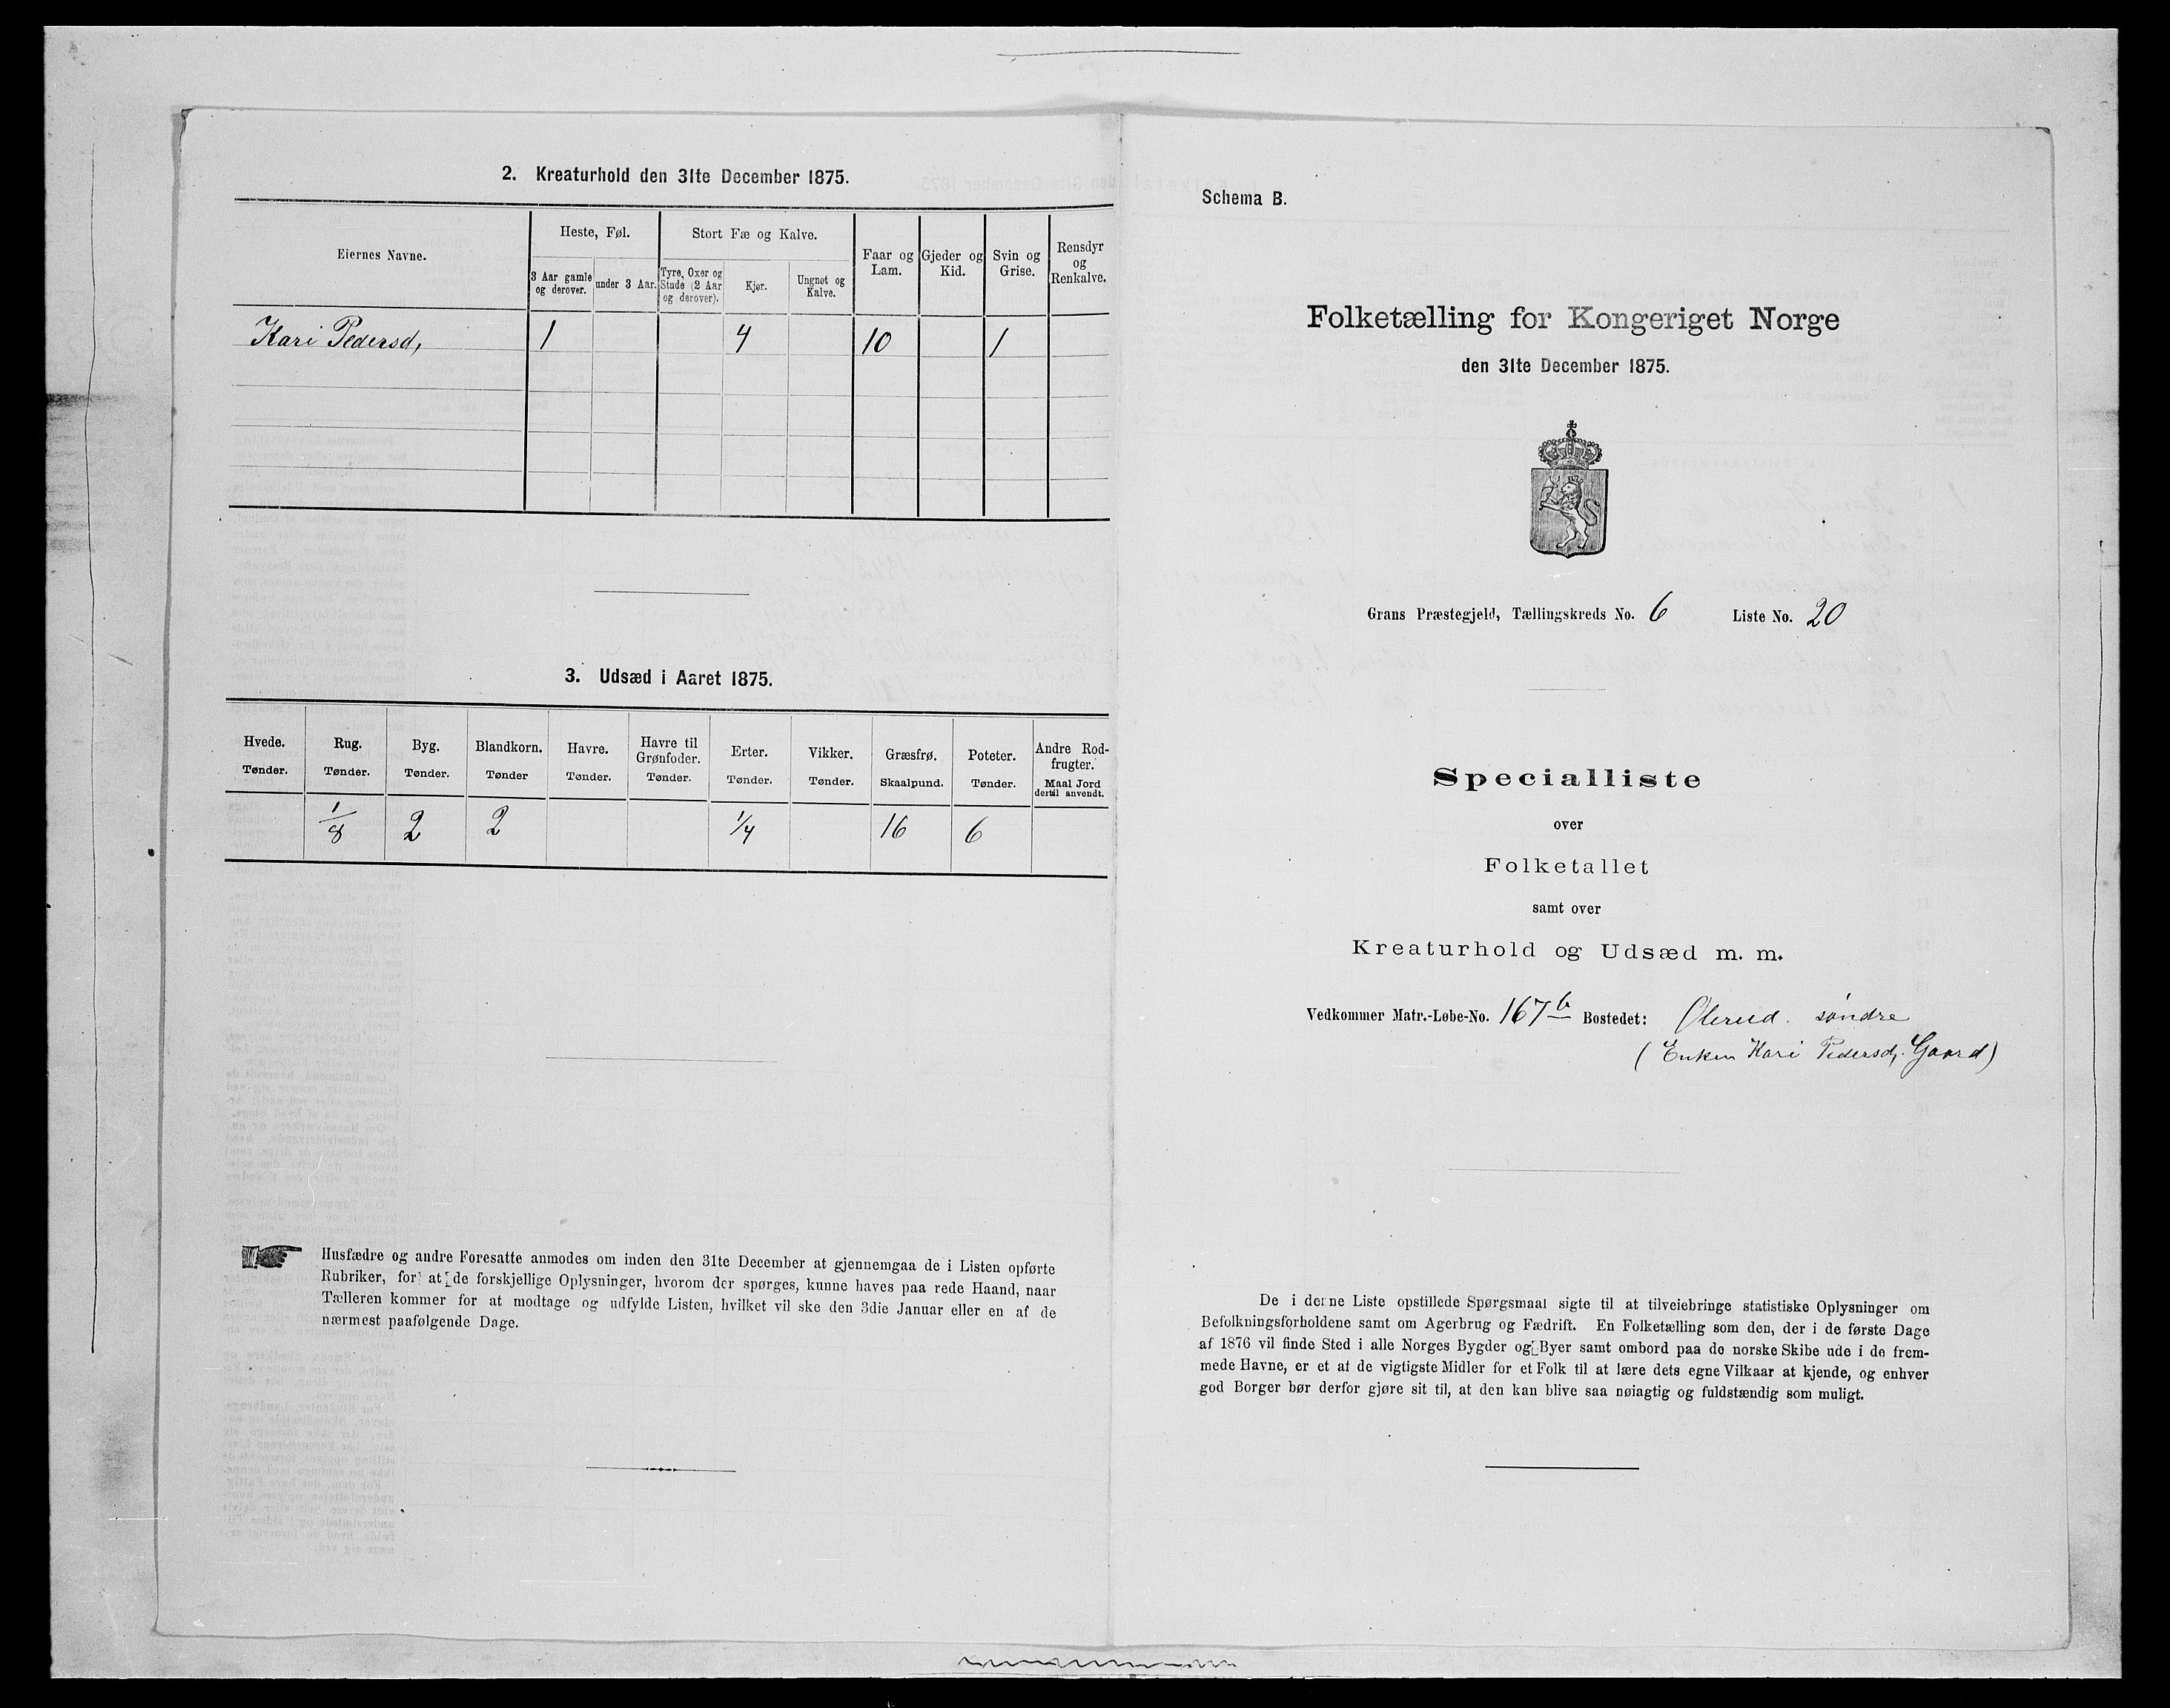 2. Kreaturhold den 31te December 1875.
Eiernes Navne.
Heste, Føl.
Stort Fæ og Kalve.
3 Aar gamle og derover.
under 3 Aar.
Tyre, Oxer og Stude (2 Aar og derover).
Kjør.
Ungnøt og Kalve.
Faar og Lam.
Gjeder og Kid.
Svin og Grise.
Rensdyr og Renkalve.
Kari Pedersd, 1 4 10 1
3. Udsæd i Aaret 1875.
Hvede. Rug. Byg. Blandkorn. Havre. Havre til Grønfoder. Erter. Vikker. Græsfrø. Poteter. Andre Rod-frugter.
Tønder. Tønder. Tønder. Tønder Tønder. Tønder. Tønder. Tønder. Skaalpund. Tønder. Maal Jord dertil anvendt.
1/8 2 2 1/4 16 6
Husfædre og andre Foresatte anmodes om inden den 31te December at gjennemgaa de i Listen opførte
Rubriker, for at de forskjellige Oplysninger, hvorom der spørges, kunne haves paa rede Haand, naar
Tælleren kommer for at modtage og udfylde Listen, hvilket vil ske den 3die Januar eller en af de
nærmest paafølgende Dage.
Schema B.
Folketælling for Kongeriget Norge
den 31te December 1875.
Grans Præstegjeld, Tællingskreds No. 6 Liste No. 20
Specialliste
over
Folketallet
samt over
Kreaturhold og Udsæd m. m.
Vedkommer Matr.-Løbe-No. 167 b Bostedet: Olerud søndre
(Enken Kari Pedersd, Gaard)
De i denne Liste opstillede Spørgsmaal sigte til at tilveiebringe statistiske Oplysninger om
Befolkningsforholdene samt om Agerbrug og Fædrift. En Folketælling som den, der i de første Dage
af 1876 vil finde Sted i alle Norges Bygder og Byer samt ombord paa de norske Skibe ude i de frem-
mede Havne, er et af de vigtigste Midler for et Folk til at lære dets egne Vilkaar at kjende, og enhver
god Borger bør derfor gjøre sit til, at den kan blive saa nøiagtig og fuldstændig som muligt.